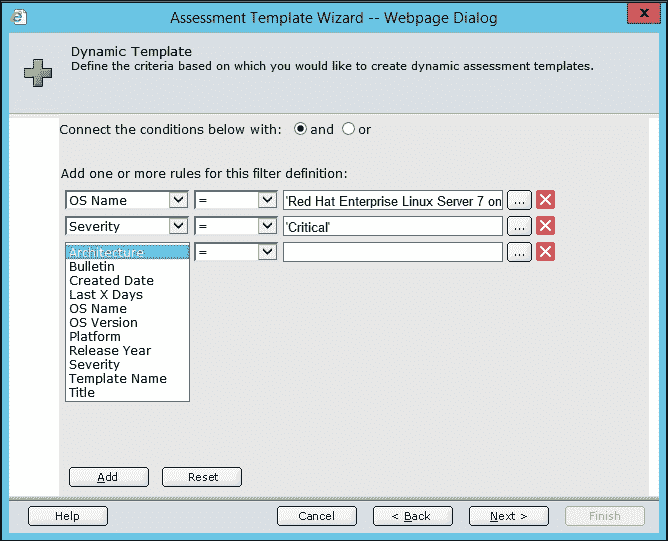 Assessment Template Wizard -- Webpage Dialog
x
Dynamic Template
Define the criteria based on which you would like to create dynamic assessment templates.
Connect the conditions below with: and or
Add one or more rules for this filter definition:
OS Name = 'Red Hat Enterprise Linux Server 7 on ...
Severity = 'Critical' ...
Architecture = ...
Bulletin
Created Date
Last X Days
OS Name
OS Version
Platform
Release Year
Severity
Template Name
Title
Add Reset
Help Cancel < Back Next > Finish